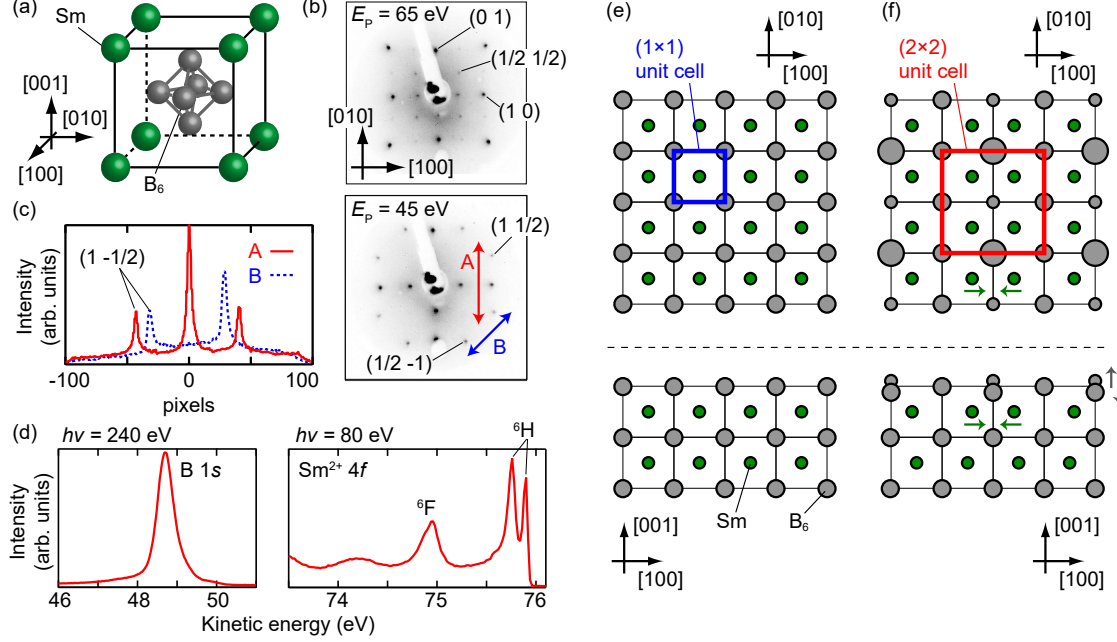 (a)
Sm
[001]
[010]
[100]
B₆
(b)
Eₚ = 65 eV
(0 1)
(1/2 1/2)
(1 0)
[010]
[100]
Eₚ = 45 eV
(1 1/2)
A
B
(1/2 -1)
(c)
Intensity
(arb. units)
(1 -1/2)
A
B
-100
0
100
pixels
(d)
hν = 240 eV
B 1s
Intensity
(arb. units)
46
48
50
hν = 80 eV
Sm²⁺ 4f
⁶H
⁶F
74
75
76
Kinetic energy (eV)
(e)
[010]
[100]
(1×1)
unit cell
Sm
B₆
[001]
[100]
(f)
[010]
[100]
(2×2)
unit cell
[001]
[100]